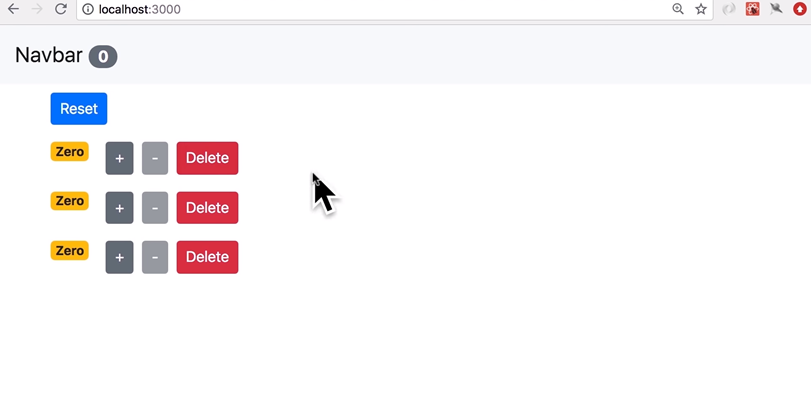 localhost:3000
Navbar 0
Reset
Zero + - Delete
Zero + - Delete
Zero + - Delete